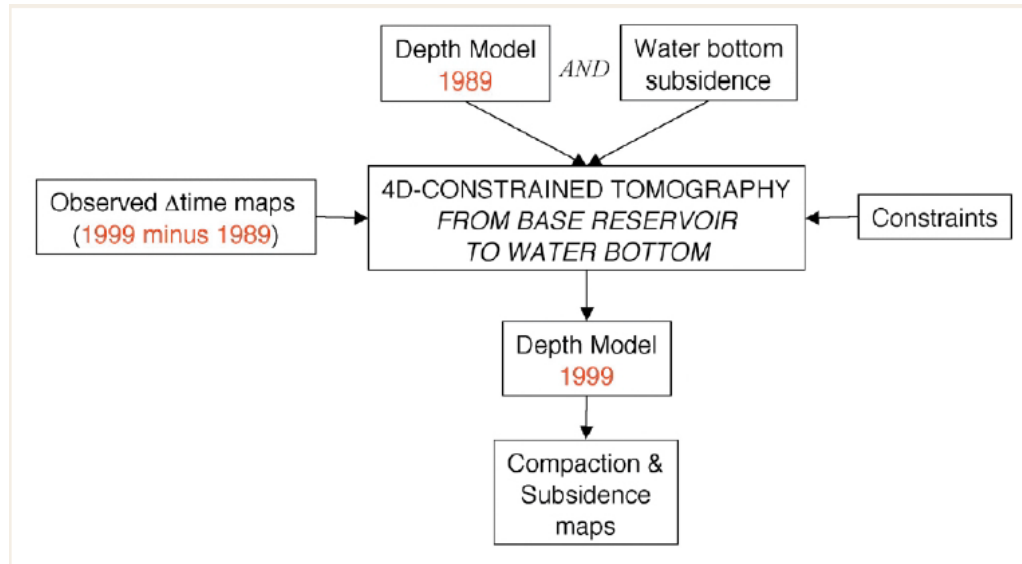 Depth Model
1989
AND
Water bottom
subsidence
Observed Δtime maps
(1999 minus 1989)
4D-CONSTRAINED TOMOGRAPHY
FROM BASE RESERVOIR
TO WATER BOTTOM
Constraints
Depth Model
1999
Compaction &
Subsidence
maps